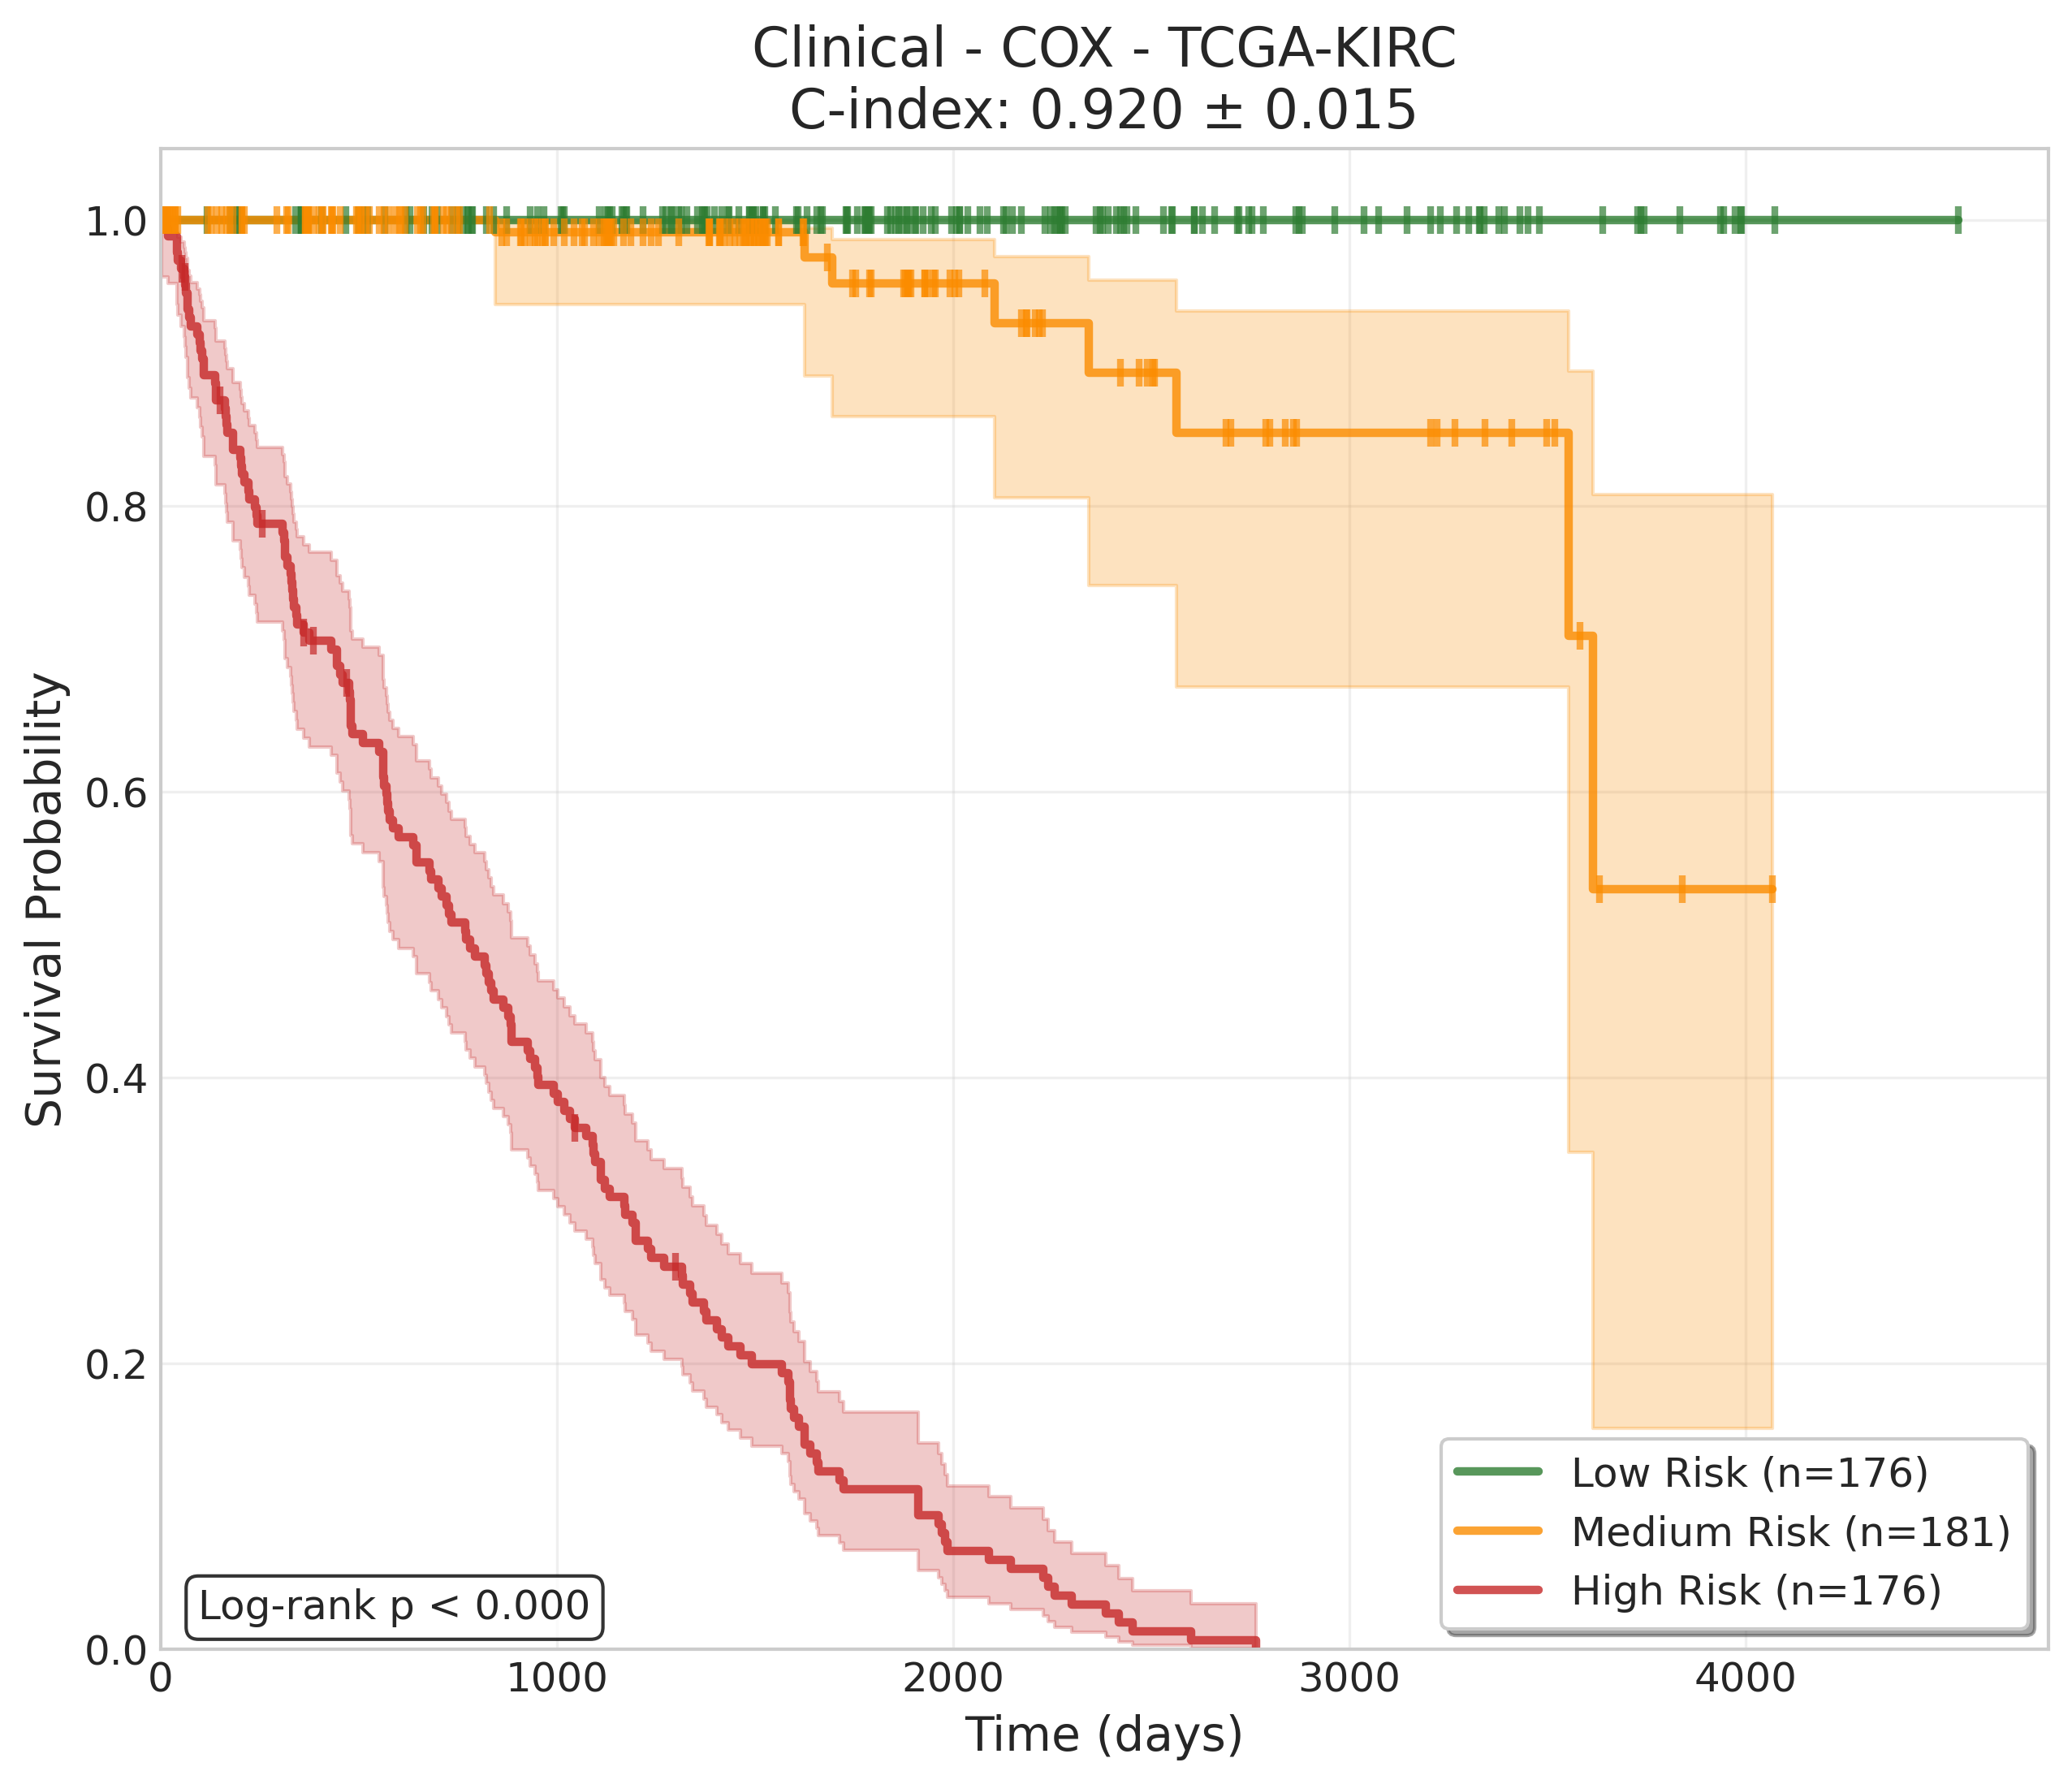 Clinical - COX - TCGA-KIRC
C-index: 0.920 ± 0.015
Survival Probability
1.0
0.8
0.6
0.4
0.2
0.0
Log-rank p < 0.000
Low Risk (n=176)
Medium Risk (n=181)
High Risk (n=176)
0
1000
2000
3000
4000
Time (days)